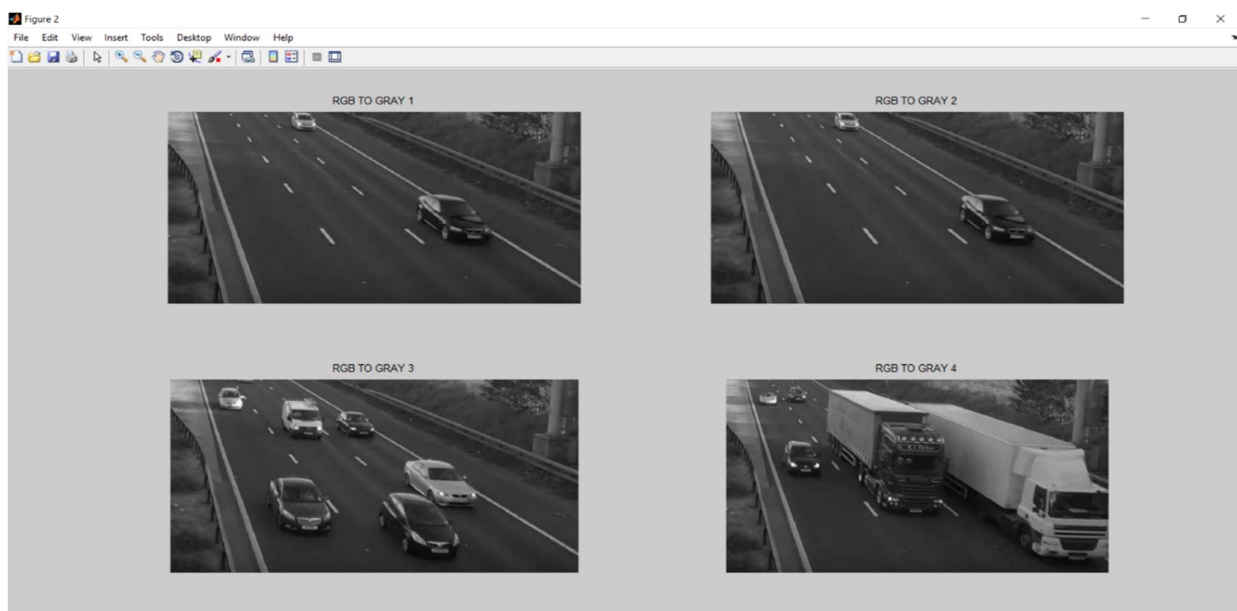 Figure 2
File Edit View Insert Tools Desktop Window Help
RGB TO GRAY 1
RGB TO GRAY 2
RGB TO GRAY 3
RGB TO GRAY 4